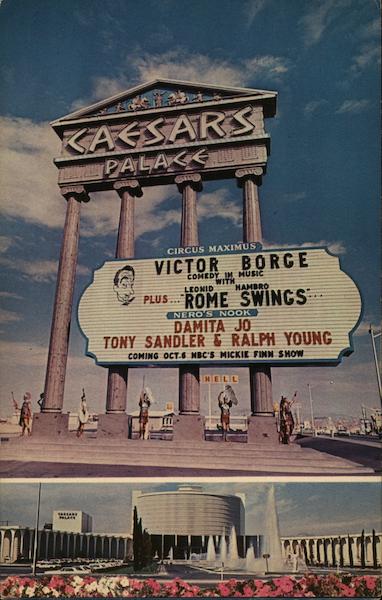 CAESARS
PALACE
CIRCUS MAXIMUS
VICTOR BORGE
COMEDY IN MUSIC
WITH
LEONID HAMBRO
PLUS... "ROME SWINGS"...
NERO'S NOOK
DAMITA JO
TONY SANDLER & RALPH YOUNG
COMING OCT. 6 NBC'S MICKIE FINN SHOW
HELL
CAESARS
PALACE